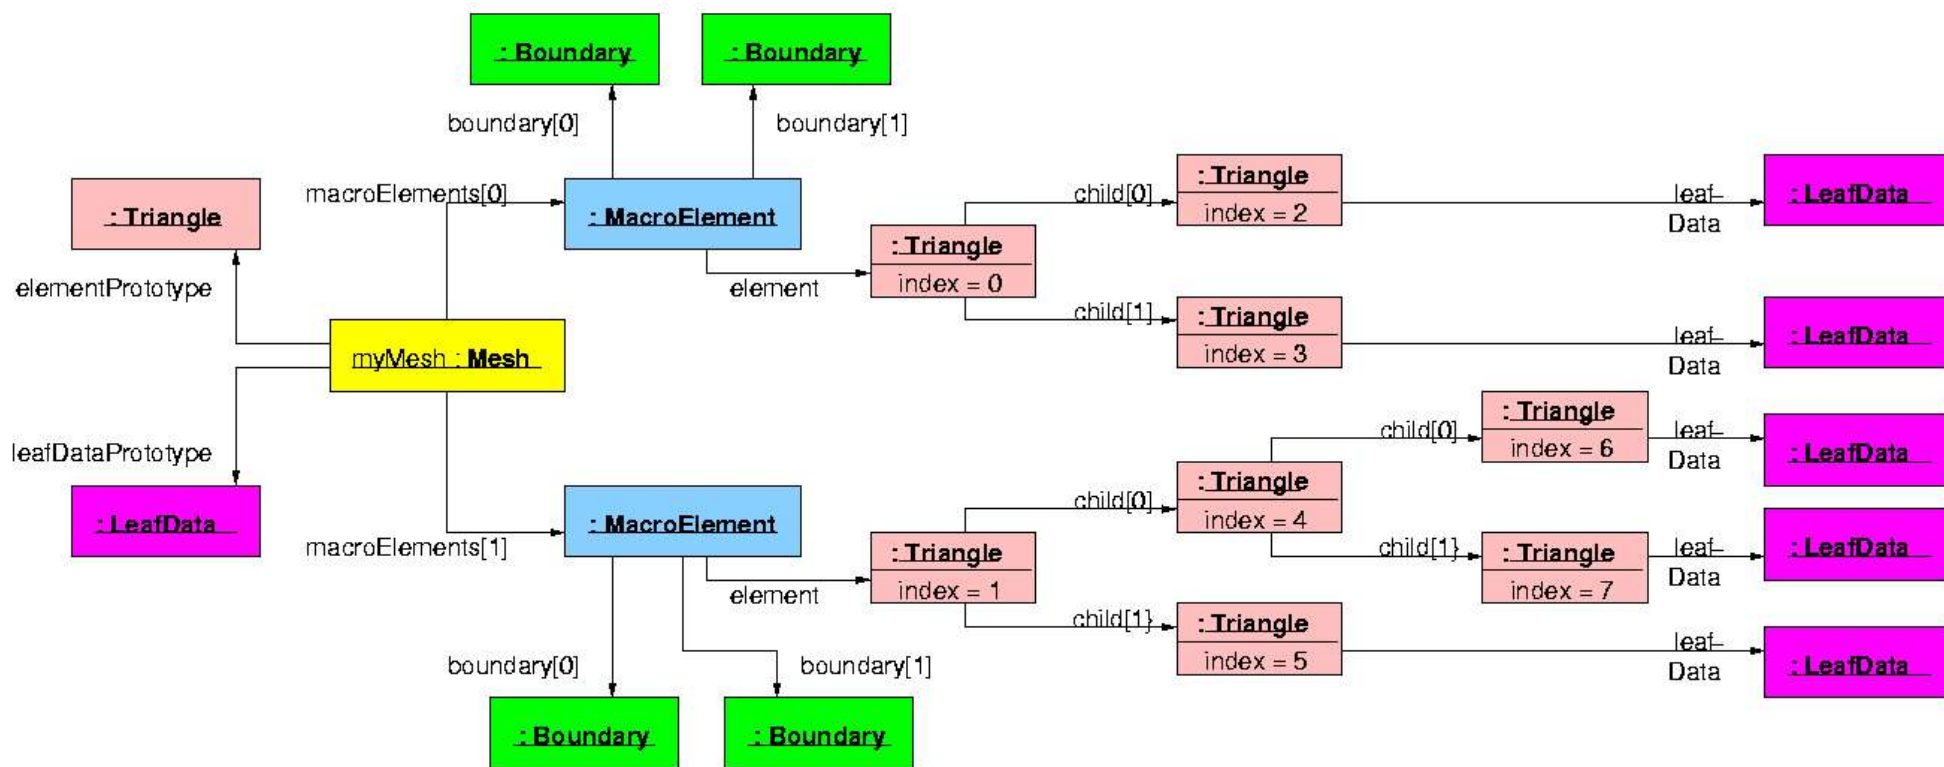 : Boundary
: Boundary
boundary[0]
boundary[1]
macroElements[0]
: Triangle
: MacroElement
child[0]
: Triangle
index = 2
leaf-
Data
: LeafData
: Triangle
index = 0
elementPrototype
element
child[1]
: Triangle
index = 3
leaf-
Data
: LeafData
myMesh : Mesh
leafDataPrototype
child[0]
: Triangle
index = 6
leaf-
Data
: LeafData
: LeafData
macroElements[1]
: MacroElement
child[0]
: Triangle
index = 4
child[1}
: Triangle
index = 7
leaf-
Data
: LeafData
: Triangle
index = 1
element
child[1}
: Triangle
index = 5
leaf-
Data
: LeafData
boundary[0]
boundary[1]
: Boundary
: Boundary